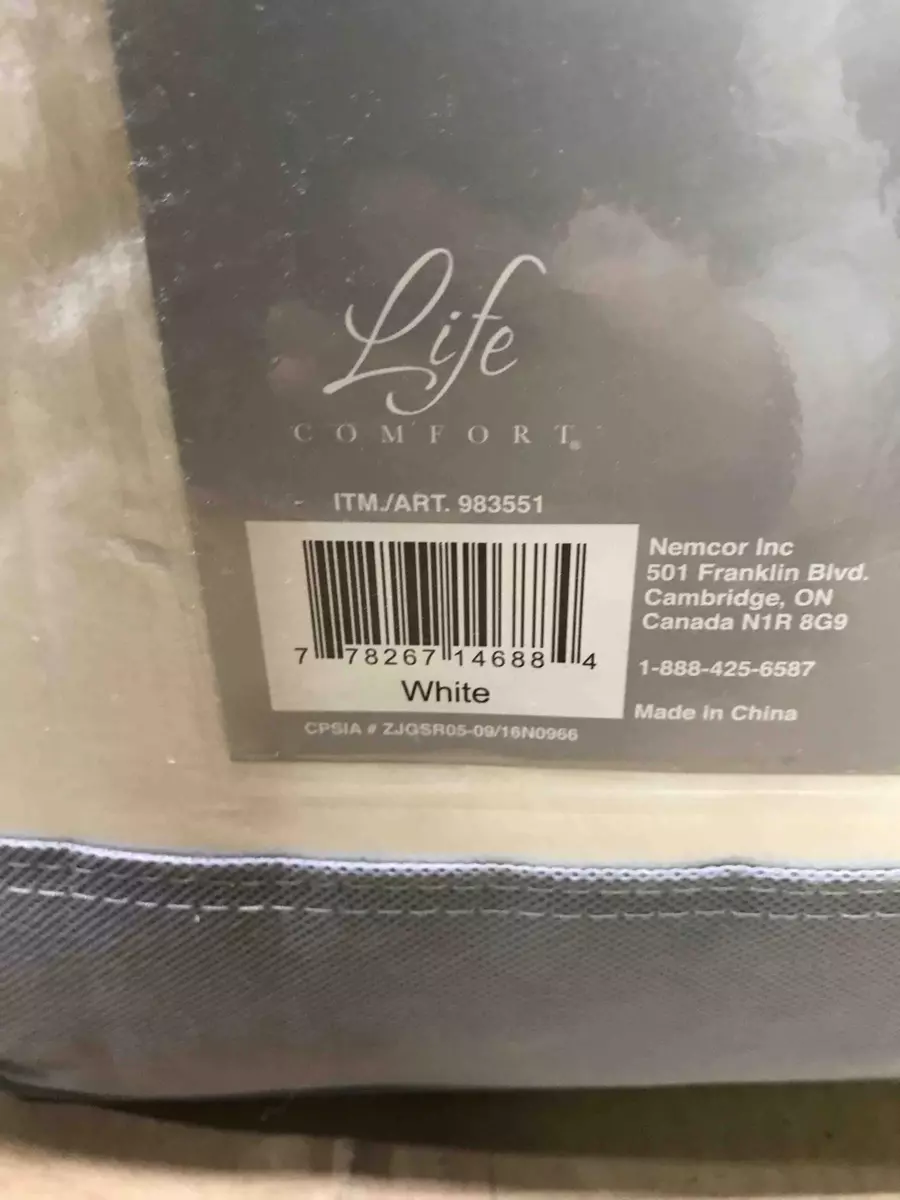 Life
COMFORT®
ITM./ART. 983551
7 78267 14688 4
White
CPSIA # ZJGSR05-09/16N0966
Nemcor Inc
501 Franklin Blvd.
Cambridge, ON
Canada N1R 8G9
1-888-425-6587
Made in China